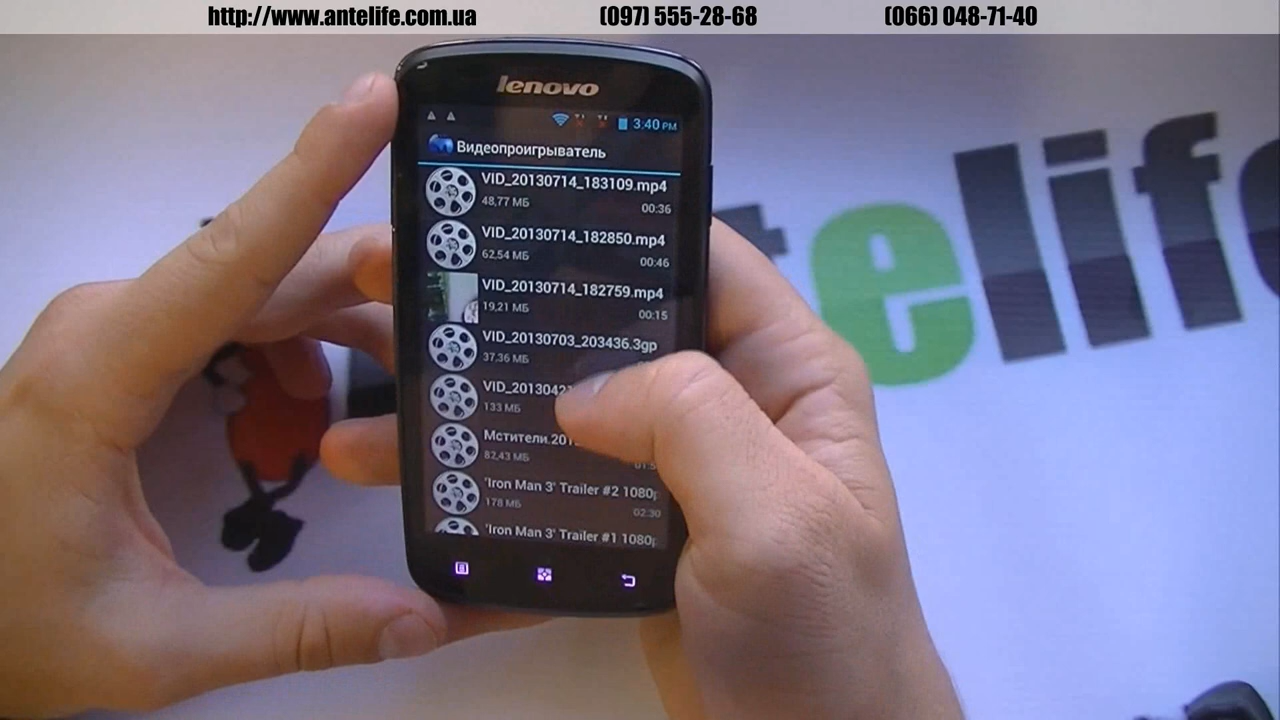 http://www.antelife.com.ua (097) 555-28-68 (066) 048-71-40
lenovo
3:40 PM
Видеопроигрыватель
VID_20130714_183109.mp4
48,77 МБ 00:36
VID_20130714_182850.mp4
62,54 МБ 00:46
VID_20130714_182759.mp4
19,21 МБ 00:15
VID_20130703_203436.3gp
37,36 МБ
133 МБ
82,43 МБ
'Iron Man 3' Trailer #2 1080p
178 МБ 02:30
'Iron Man 3' Trailer #1 1080p
elife